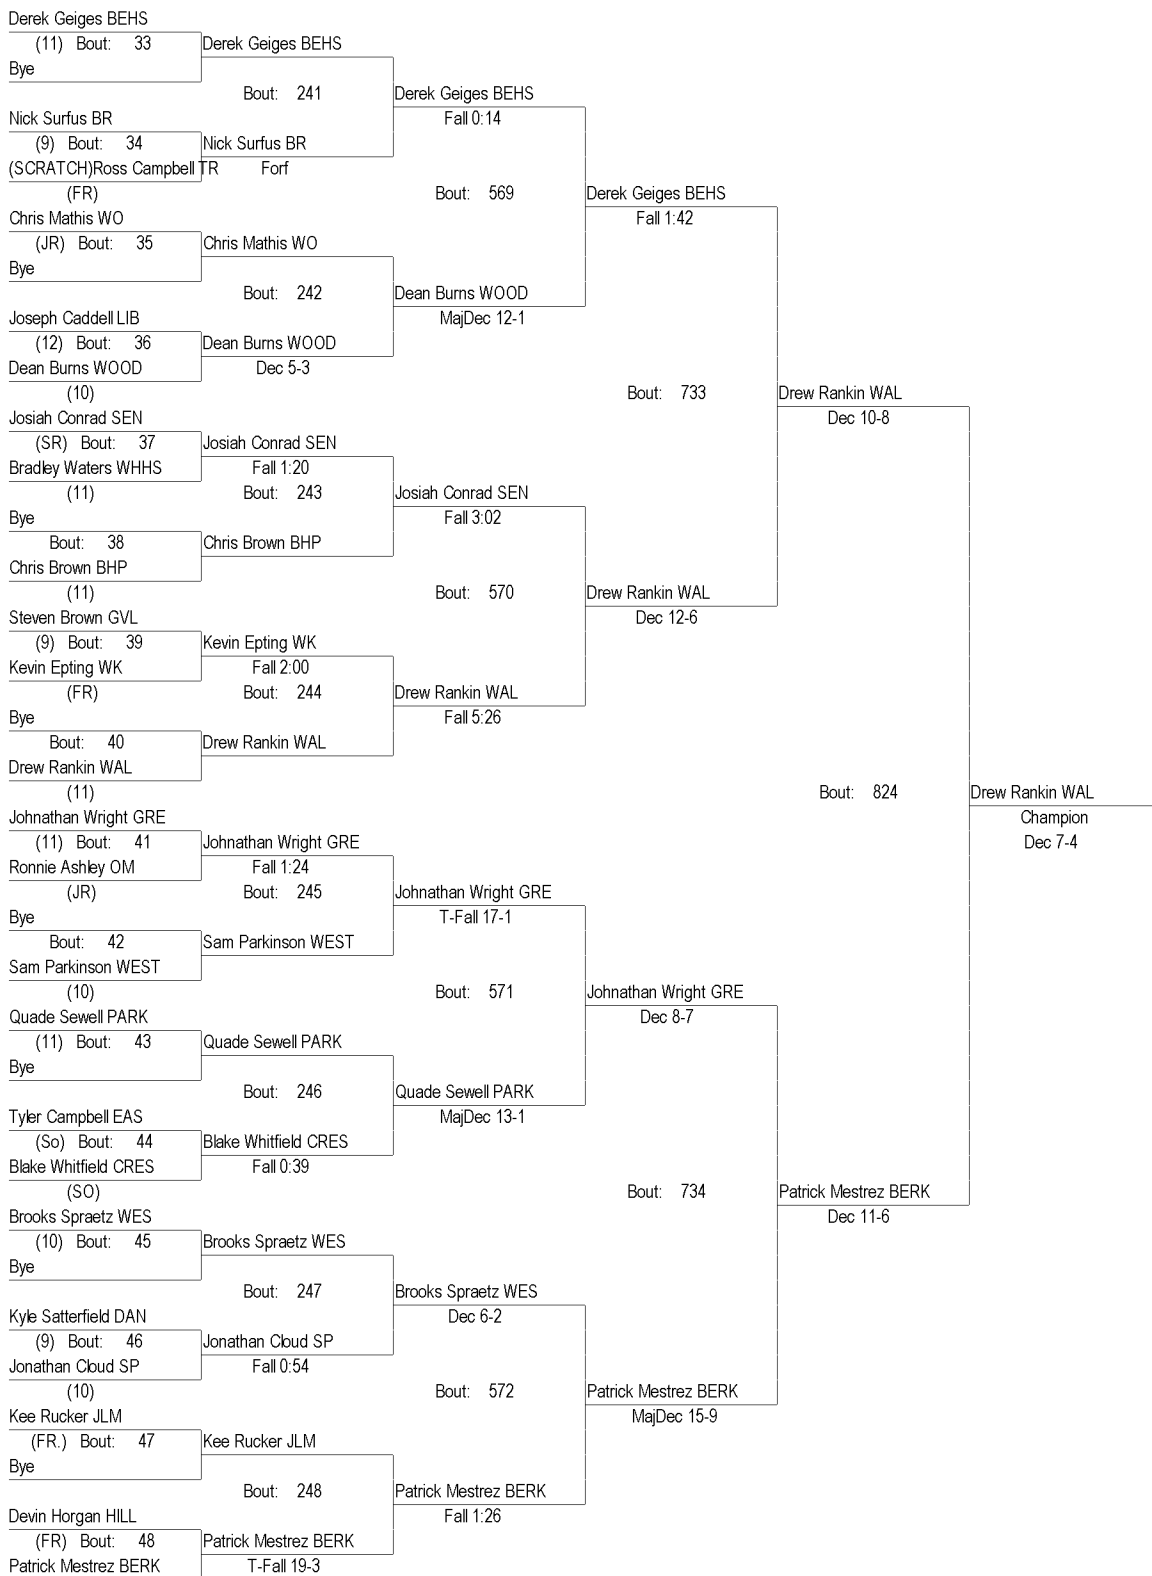 Derek Geiges BEHS
(11) Bout: 33 Derek Geiges BEHS
Bye
Bout: 241 Derek Geiges BEHS
Nick Surfus BR Fall 0:14
(9) Bout: 34 Nick Surfus BR
(SCRATCH)Ross Campbell TR Forf
(FR) Bout: 569 Derek Geiges BEHS
Chris Mathis WO Fall 1:42
(JR) Bout: 35 Chris Mathis WO
Bye
Bout: 242 Dean Burns WOOD
Joseph Caddell LIB MajDec 12-1
(12) Bout: 36 Dean Burns WOOD
Dean Burns WOOD Dec 5-3
(10) Bout: 733 Drew Rankin WAL
Josiah Conrad SEN Dec 10-8
(SR) Bout: 37 Josiah Conrad SEN
Bradley Waters WHHS Fall 1:20
(11) Bout: 243 Josiah Conrad SEN
Bye Fall 3:02
Bout: 38 Chris Brown BHP
Chris Brown BHP
(11) Bout: 570 Drew Rankin WAL
Steven Brown GVL Dec 12-6
(9) Bout: 39 Kevin Epting WK
Kevin Epting WK Fall 2:00
(FR) Bout: 244 Drew Rankin WAL
Bye Fall 5:26
Bout: 40 Drew Rankin WAL
Drew Rankin WAL
(11) Bout: 824 Drew Rankin WAL
Johnathan Wright GRE Champion
(11) Bout: 41 Johnathan Wright GRE Dec 7-4
Ronnie Ashley OM Fall 1:24
(JR) Bout: 245 Johnathan Wright GRE
Bye T-Fall 17-1
Bout: 42 Sam Parkinson WEST
Sam Parkinson WEST
(10) Bout: 571 Johnathan Wright GRE
Quade Sewell PARK Dec 8-7
(11) Bout: 43 Quade Sewell PARK
Bye
Bout: 246 Quade Sewell PARK
Tyler Campbell EAS MajDec 13-1
(So) Bout: 44 Blake Whitfield CRES
Blake Whitfield CRES Fall 0:39
(SO) Bout: 734 Patrick Mestrez BERK
Brooks Spraetz WES Dec 11-6
(10) Bout: 45 Brooks Spraetz WES
Bye
Bout: 247 Brooks Spraetz WES
Kyle Satterfield DAN Dec 6-2
(9) Bout: 46 Jonathan Cloud SP
Jonathan Cloud SP Fall 0:54
(10) Bout: 572 Patrick Mestrez BERK
Kee Rucker JLM MajDec 15-9
(FR.) Bout: 47 Kee Rucker JLM
Bye
Bout: 248 Patrick Mestrez BERK
Devin Horgan HILL Fall 1:26
(FR) Bout: 48 Patrick Mestrez BERK
Patrick Mestrez BERK T-Fall 19-3